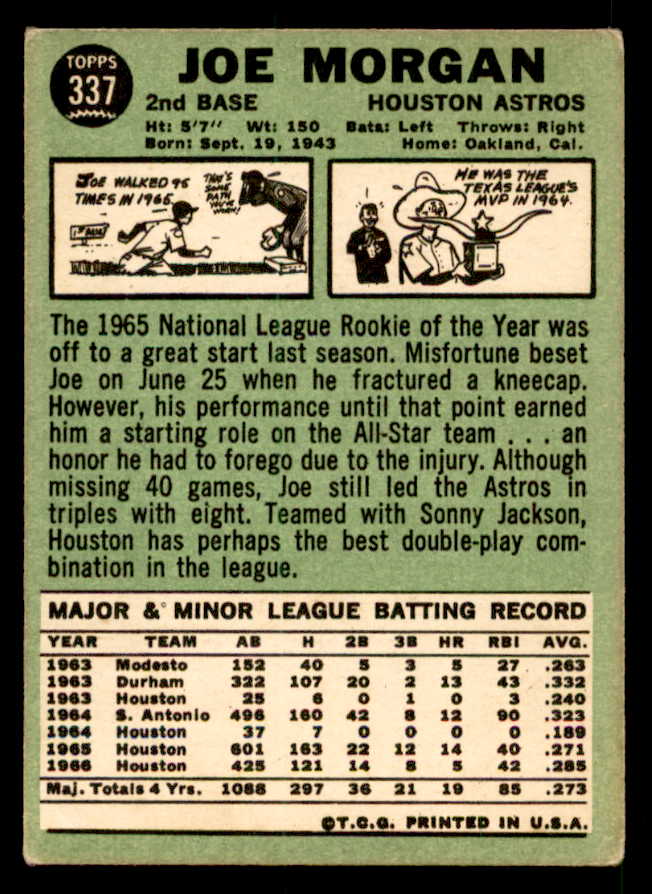 TOPPS
337
JOE MORGAN
2nd BASE HOUSTON ASTROS
Ht: 5'7" Wt: 150 Bats: Left Throws: Right
Born: Sept. 19, 1943 Home: Oakland, Cal.
JOE WALKED 95
TIMES IN 1965.
THAT'S
SOME
PATH
YOU'VE
WORN!
1ST BASE
HE WAS THE
TEXAS LEAGUE'S
MVP IN 1964.
The 1965 National League Rookie of the Year was
off to a great start last season. Misfortune beset
Joe on June 25 when he fractured a kneecap.
However, his performance until that point earned
him a starting role on the All-Star team . . . an
honor he had to forego due to the injury. Although
missing 40 games, Joe still led the Astros in
triples with eight. Teamed with Sonny Jackson,
Houston has perhaps the best double-play com-
bination in the league.
MAJOR & MINOR LEAGUE BATTING RECORD
YEAR TEAM AB H 2B 3B HR RBI AVG.
1963 Modesto 152 40 5 3 5 27 .263
1963 Durham 322 107 20 2 13 43 .332
1963 Houston 25 6 0 1 0 3 .240
1964 S. Antonio 496 160 42 8 12 90 .323
1964 Houston 37 7 0 0 0 0 .189
1965 Houston 601 163 22 12 14 40 .271
1966 Houston 425 121 14 8 5 42 .285
Maj. Totals 4 Yrs. 1088 297 36 21 19 85 .273
©T.C.G. PRINTED IN U.S.A.